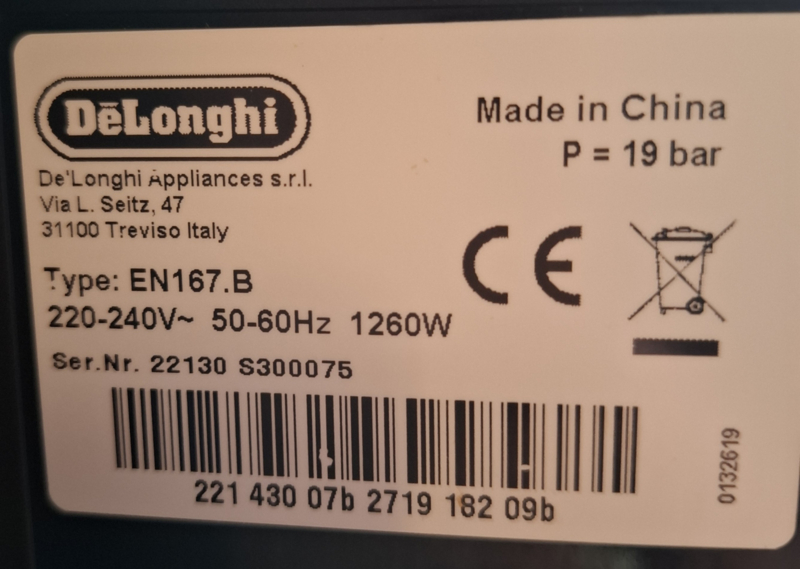 DēLonghi
De'Longhi Appliances s.r.l.
Via L. Seitz, 47
31100 Treviso Italy
Made in China
P = 19 bar
Type: EN167.B
220-240V~ 50-60Hz 1260W
CE
Ser.Nr. 22130 S300075
221 430 07b 2719 182 09b
0132619